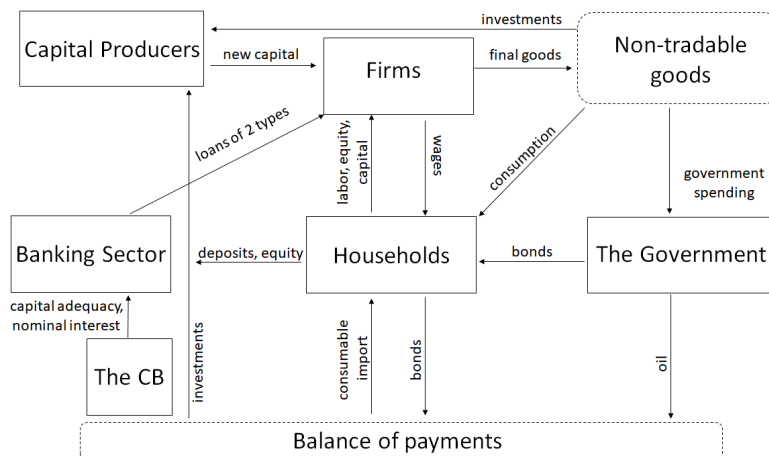 investments
Capital Producers
new capital
Firms
final goods
Non-tradable
goods
loans of 2 types
labor, equity,
capital
wages
consumption
government
spending
Banking Sector
deposits, equity
Households
bonds
The Government
capital adequacy,
nominal interest
The CB
investments
consumable
import
bonds
oil
Balance of payments